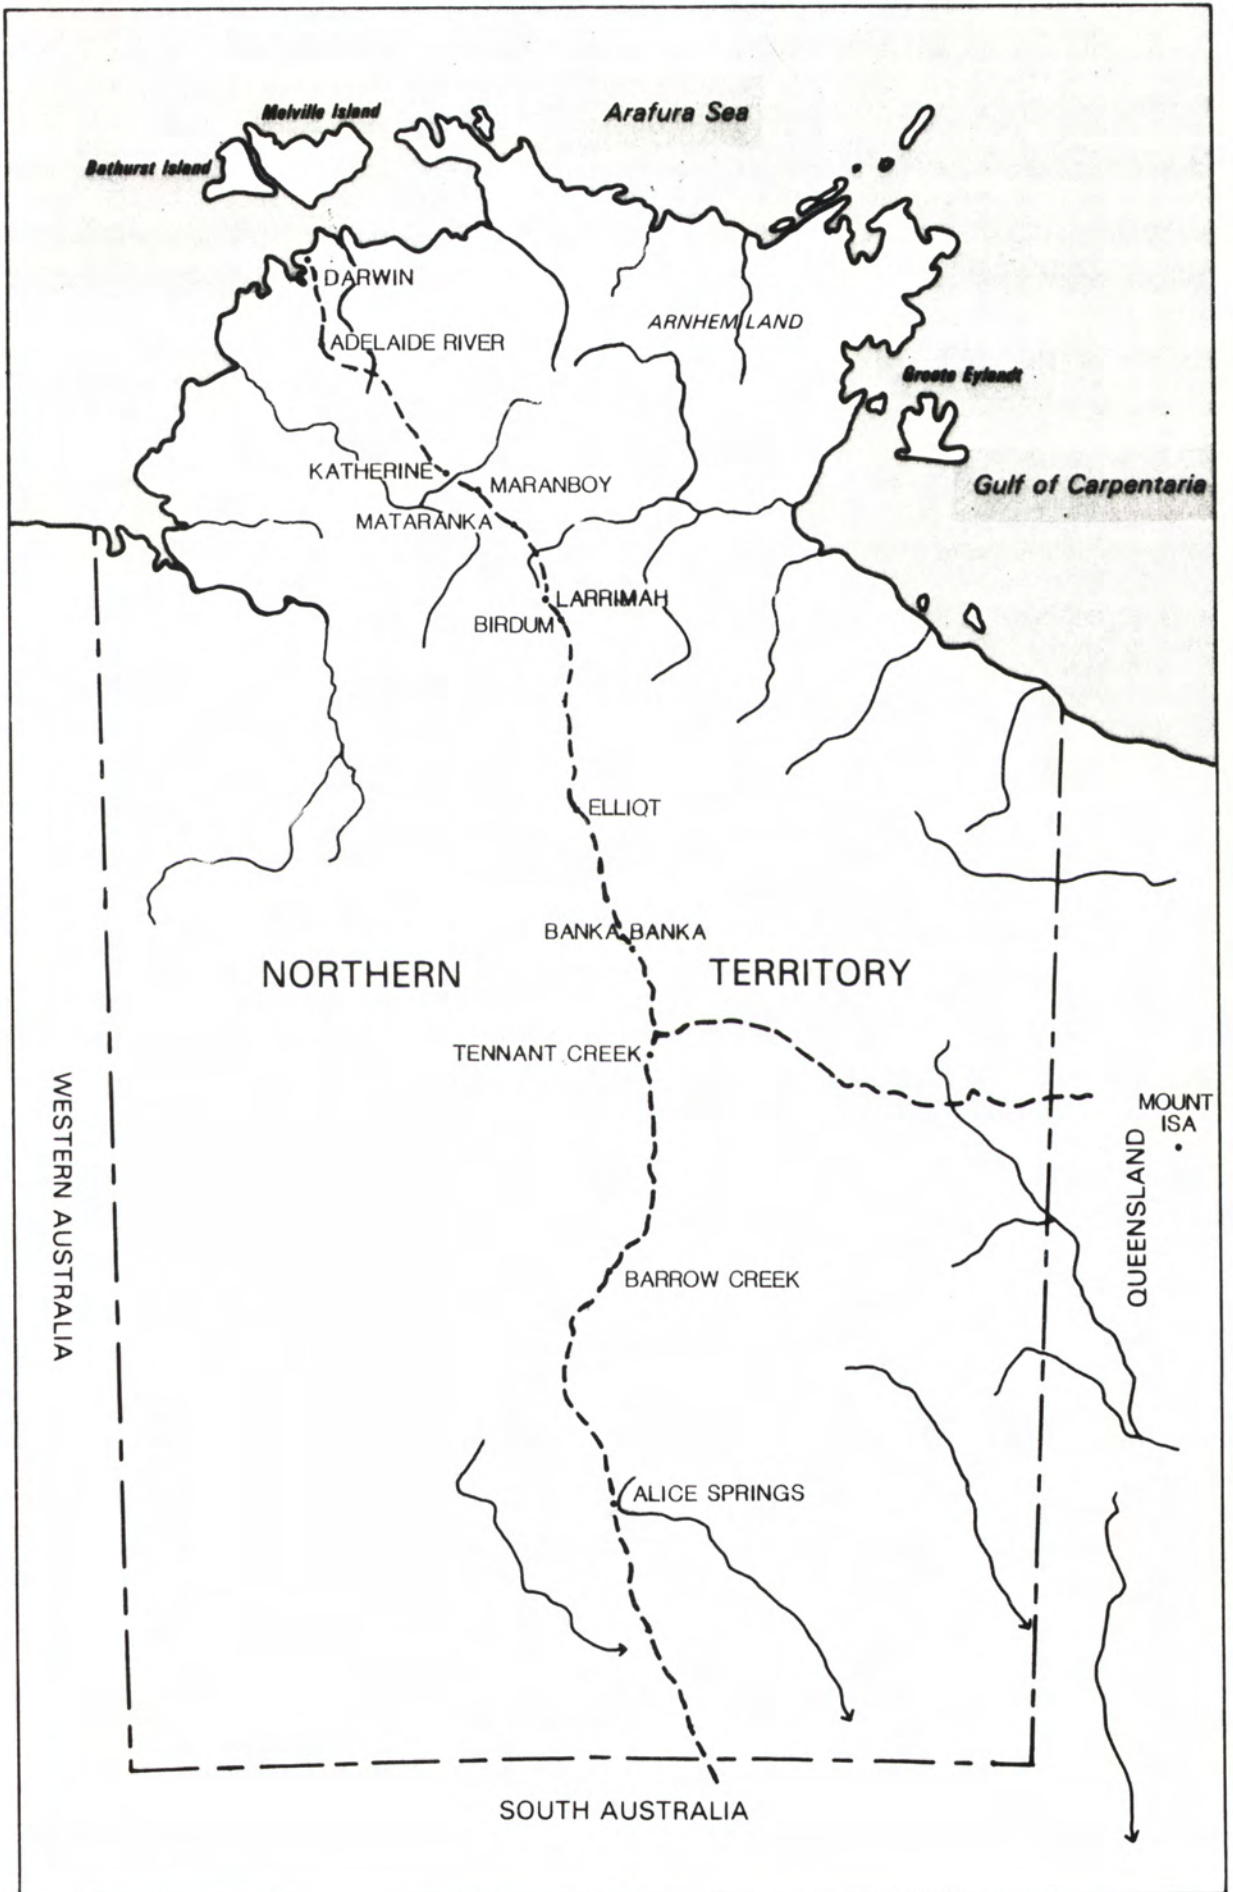 Melville Island
Arafura Sea
Bathurst Island
DARWIN
ARNHEM LAND
ADELAIDE RIVER
Groote Eylandt
KATHERINE
MARANBOY
Gulf of Carpentaria
MATARANKA
LARRIMAH
BIRDUM
ELLIQT
BANKA BANKA
NORTHERN TERRITORY
TENNANT CREEK
MOUNT
ISA
WESTERN AUSTRALIA
QUEENSLAND
BARROW CREEK
ALICE SPRINGS
SOUTH AUSTRALIA